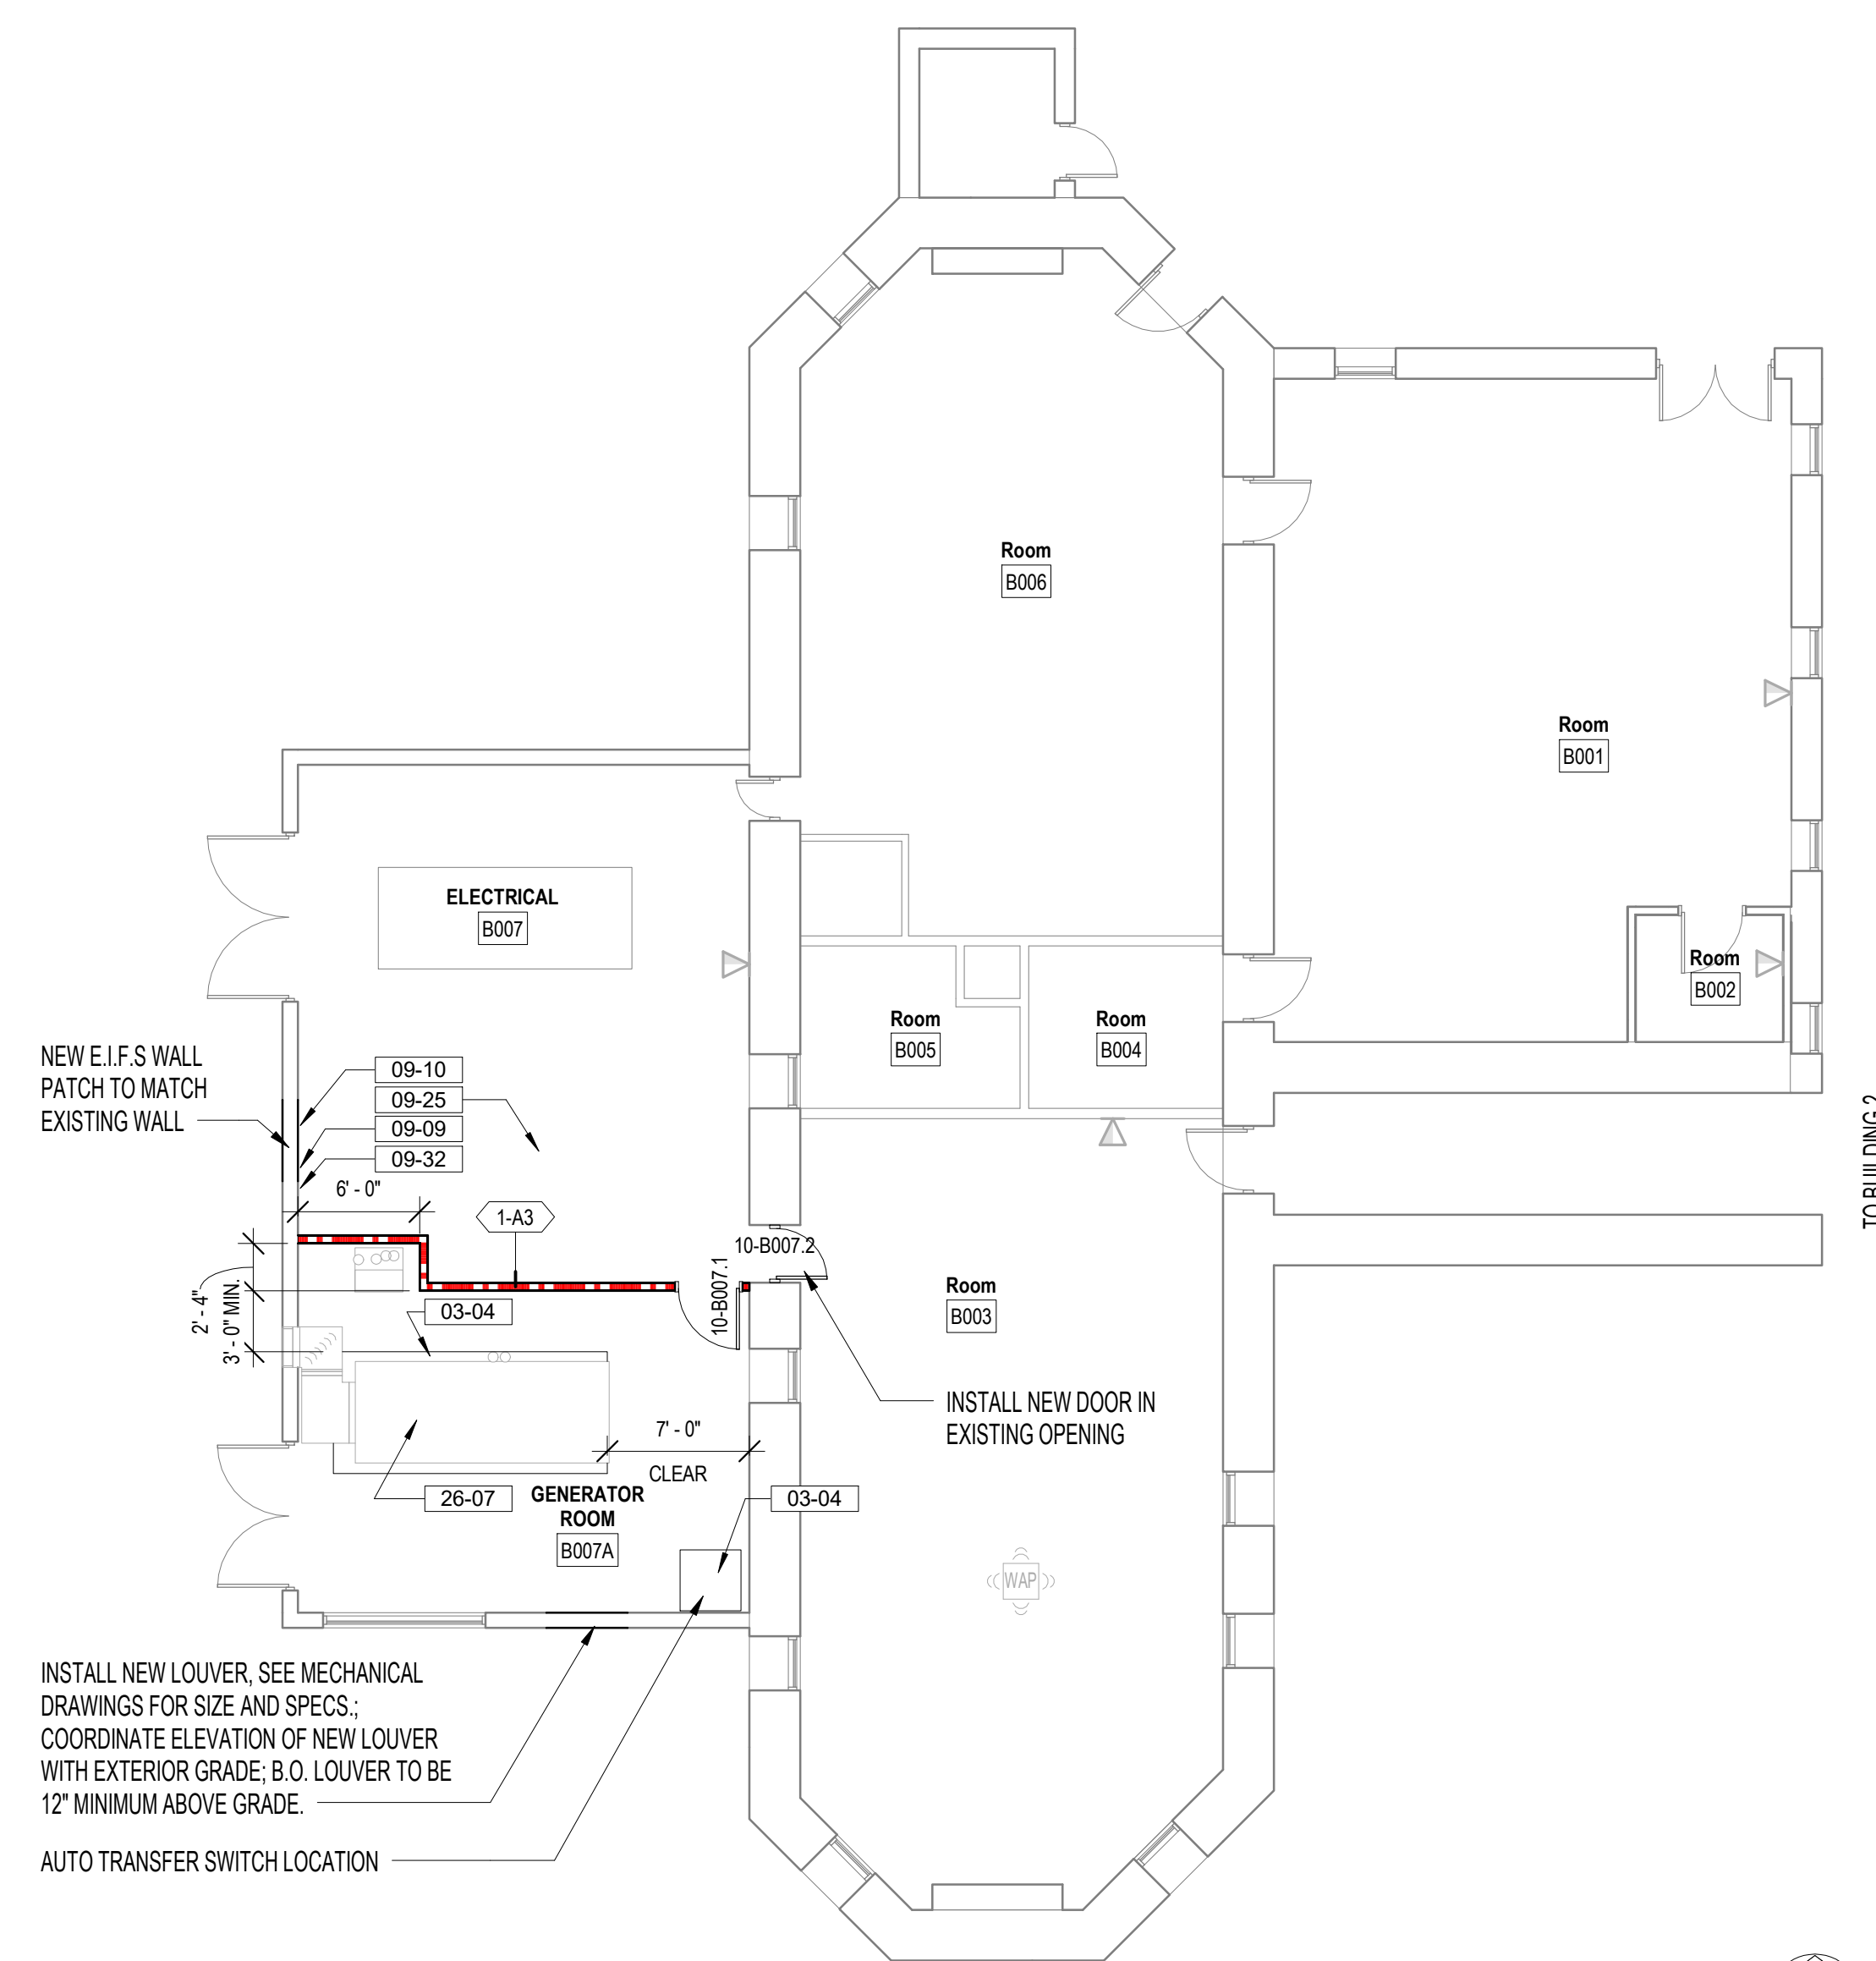 Room
B006
Room
B001
ELECTRICAL
B007
Room
B002
Room
B005
Room
B004
NEW E.I.F.S WALL
PATCH TO MATCH
EXISTING WALL
09-10
09-25
09-09
09-32
6' - 0"
1-A3
10-B007.2
10-B007.1
2' - 4"
3' - 0" MIN.
03-04
Room
B003
INSTALL NEW DOOR IN
EXISTING OPENING
7' - 0"
CLEAR
26-07
GENERATOR
ROOM
B007A
03-04
WAP
TO BUILDING 2
INSTALL NEW LOUVER, SEE MECHANICAL
DRAWINGS FOR SIZE AND SPECS.;
COORDINATE ELEVATION OF NEW LOUVER
WITH EXTERIOR GRADE; B.O. LOUVER TO BE
12" MINIMUM ABOVE GRADE.
AUTO TRANSFER SWITCH LOCATION